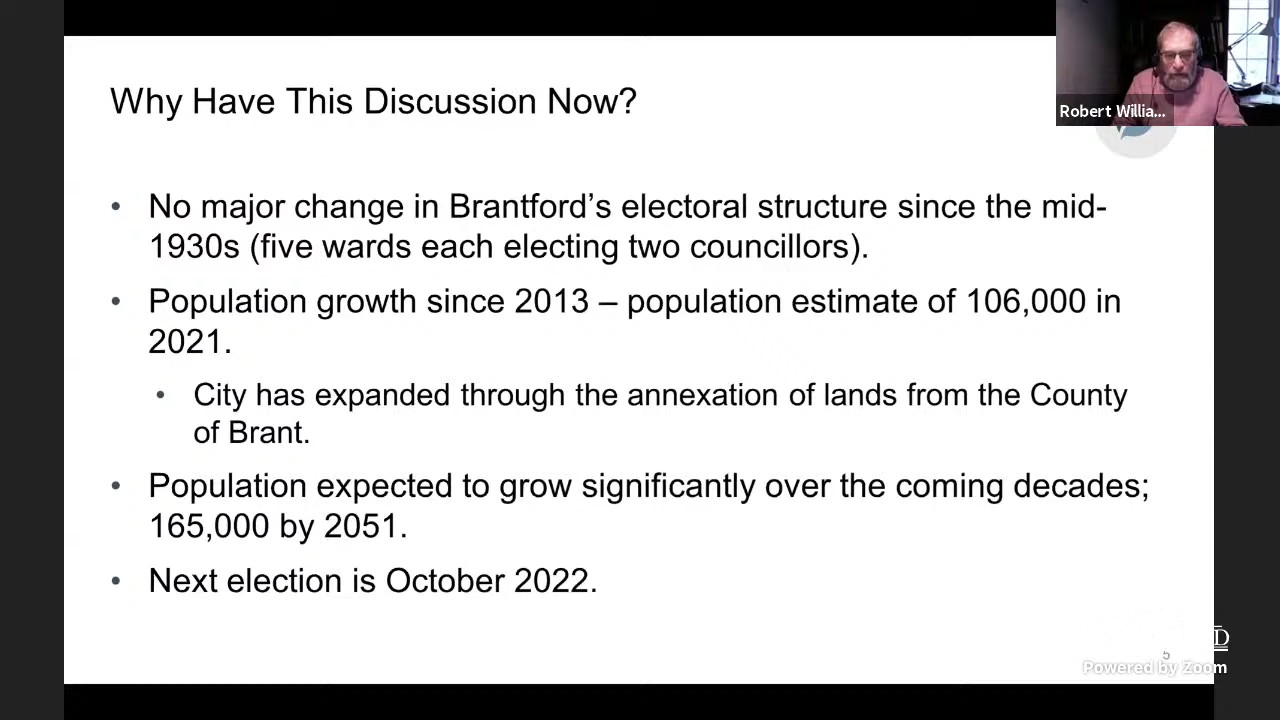 Why Have This Discussion Now?
Robert Willia...
• No major change in Brantford’s electoral structure since the mid-
1930s (five wards each electing two councillors).
• Population growth since 2013 – population estimate of 106,000 in
2021.
• City has expanded through the annexation of lands from the County
of Brant.
• Population expected to grow significantly over the coming decades;
165,000 by 2051.
• Next election is October 2022.
D
5
Powered by Zoom